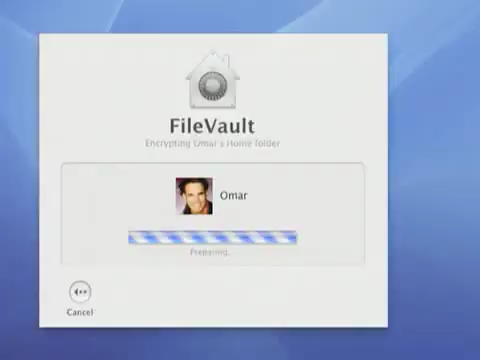 FileVault
Encrypting Omar's Home folder
Omar
Preparing.
Cancel